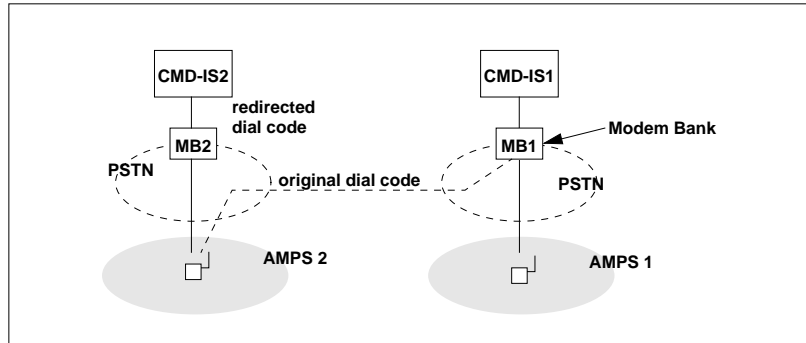 CMD-IS2
CMD-IS1
redirected
dial code
Modem Bank
MB2
MB1
PSTN
original dial code
PSTN
AMPS 2
AMPS 1